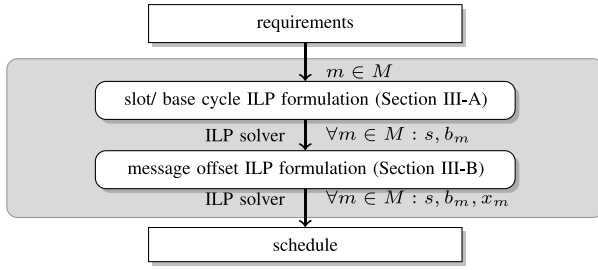 requirements
m ∈ M
slot/ base cycle ILP formulation (Section III-A)
ILP solver ∀m ∈ M : s, b_m
message offset ILP formulation (Section III-B)
ILP solver ∀m ∈ M : s, b_m, x_m
schedule